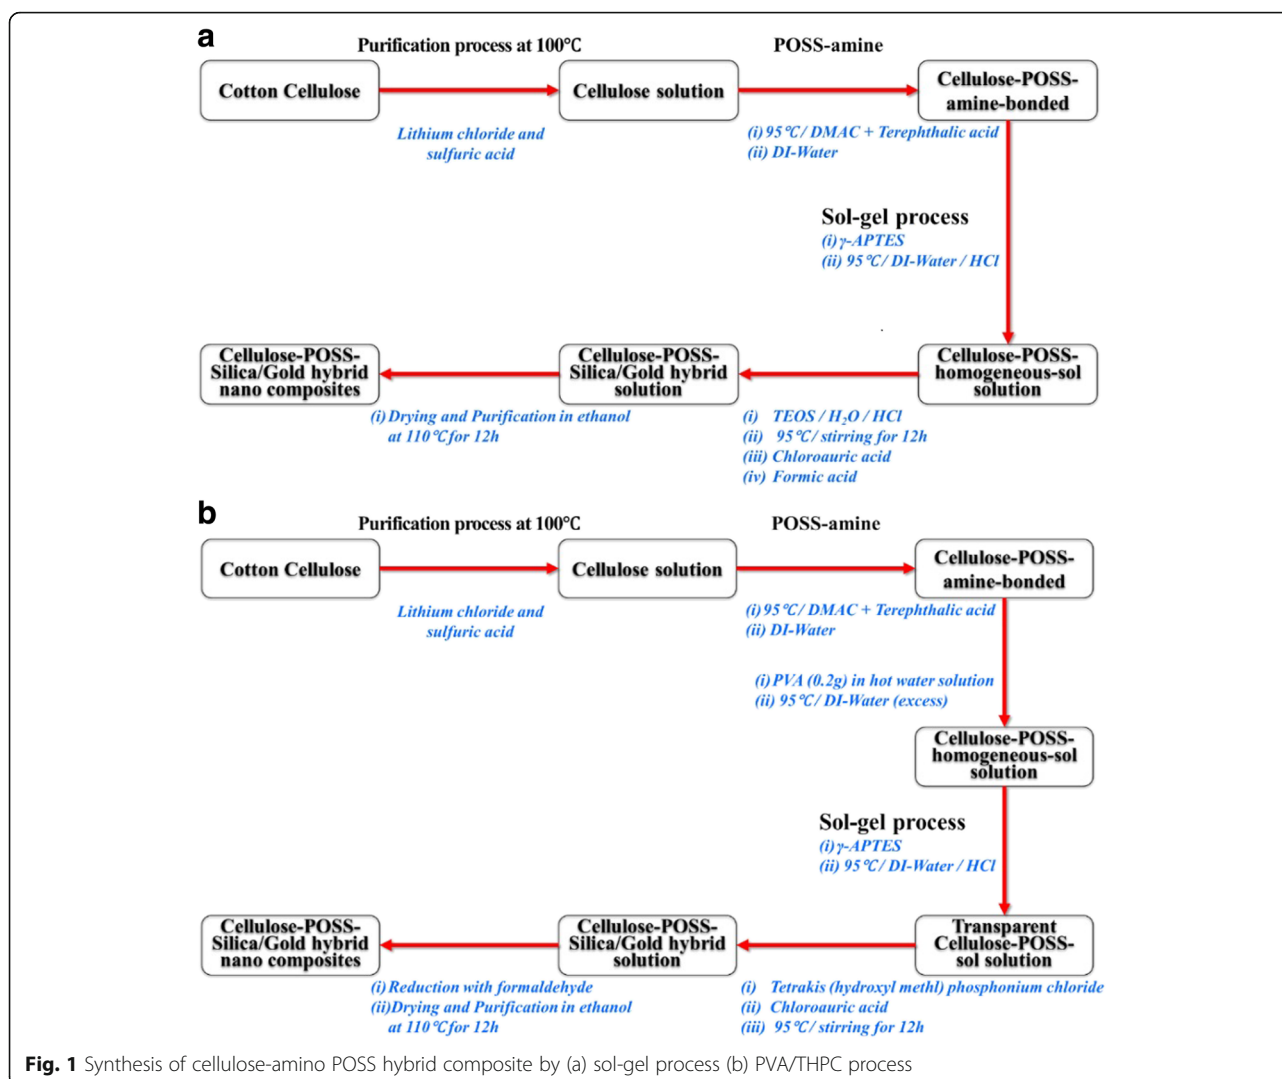 a
Purification process at 100℃
POSS-amine
Cotton Cellulose
Cellulose solution
Cellulose-POSS-
amine-bonded
Lithium chloride and
sulfuric acid
(i) 95℃/ DMAC + Terephthalic acid
(ii) DI-Water
Sol-gel process
(i) γ-APTES
(ii) 95℃/ DI-Water / HCl
Cellulose-POSS-
Silica/Gold hybrid
nano composites
Cellulose-POSS-
Silica/Gold hybrid
solution
Cellulose-POSS-
homogeneous-sol
solution
(i) Drying and Purification in ethanol
at 110℃ for 12h
(i) TEOS / H₂O / HCl
(ii) 95℃/ stirring for 12h
(iii) Chloroauric acid
(iv) Formic acid
b
Purification process at 100℃
POSS-amine
Cotton Cellulose
Cellulose solution
Cellulose-POSS-
amine-bonded
Lithium chloride and
sulfuric acid
(i) 95℃/ DMAC + Terephthalic acid
(ii) DI-Water
(i) PVA (0.2g) in hot water solution
(ii) 95℃/ DI-Water (excess)
Cellulose-POSS-
homogeneous-sol
solution
Sol-gel process
(i) γ-APTES
(ii) 95℃/ DI-Water / HCl
Cellulose-POSS-
Silica/Gold hybrid
nano composites
Cellulose-POSS-
Silica/Gold hybrid
solution
Transparent
Cellulose-POSS-
sol solution
(i) Reduction with formaldehyde
(ii)Drying and Purification in ethanol
at 110℃ for 12h
(i) Tetrakis (hydroxyl methl) phosphonium chloride
(ii) Chloroauric acid
(iii) 95℃/ stirring for 12h
Fig. 1 Synthesis of cellulose-amino POSS hybrid composite by (a) sol-gel process (b) PVA/THPC process